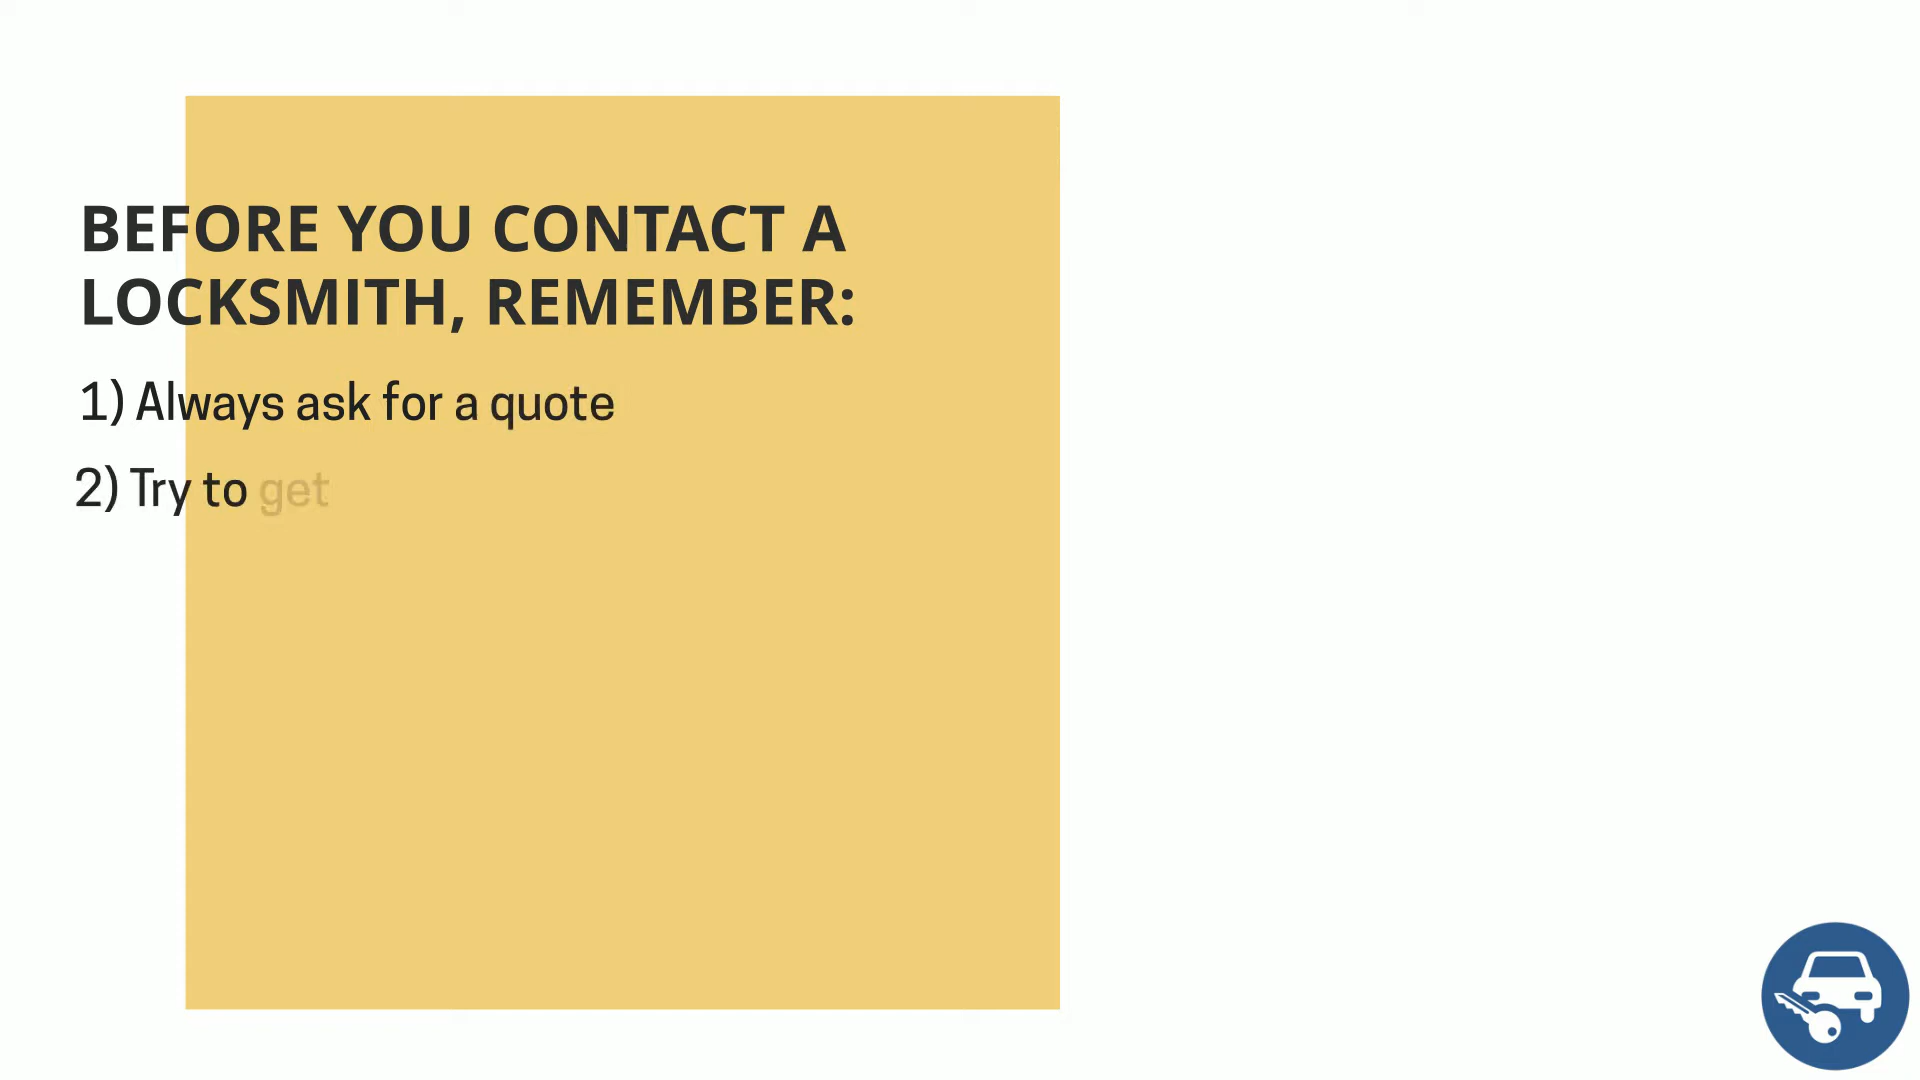 BEFORE YOU CONTACT A
LOCKSMITH, REMEMBER:
1) Always ask for a quote
2) Try to get